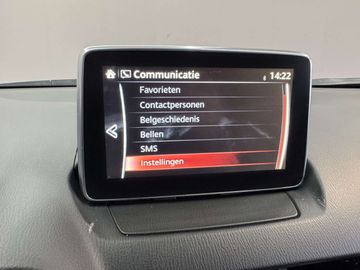 Communicatie 14:22
Favorieten
Contactpersonen
Belgeschiedenis
Bellen
SMS
Instellingen